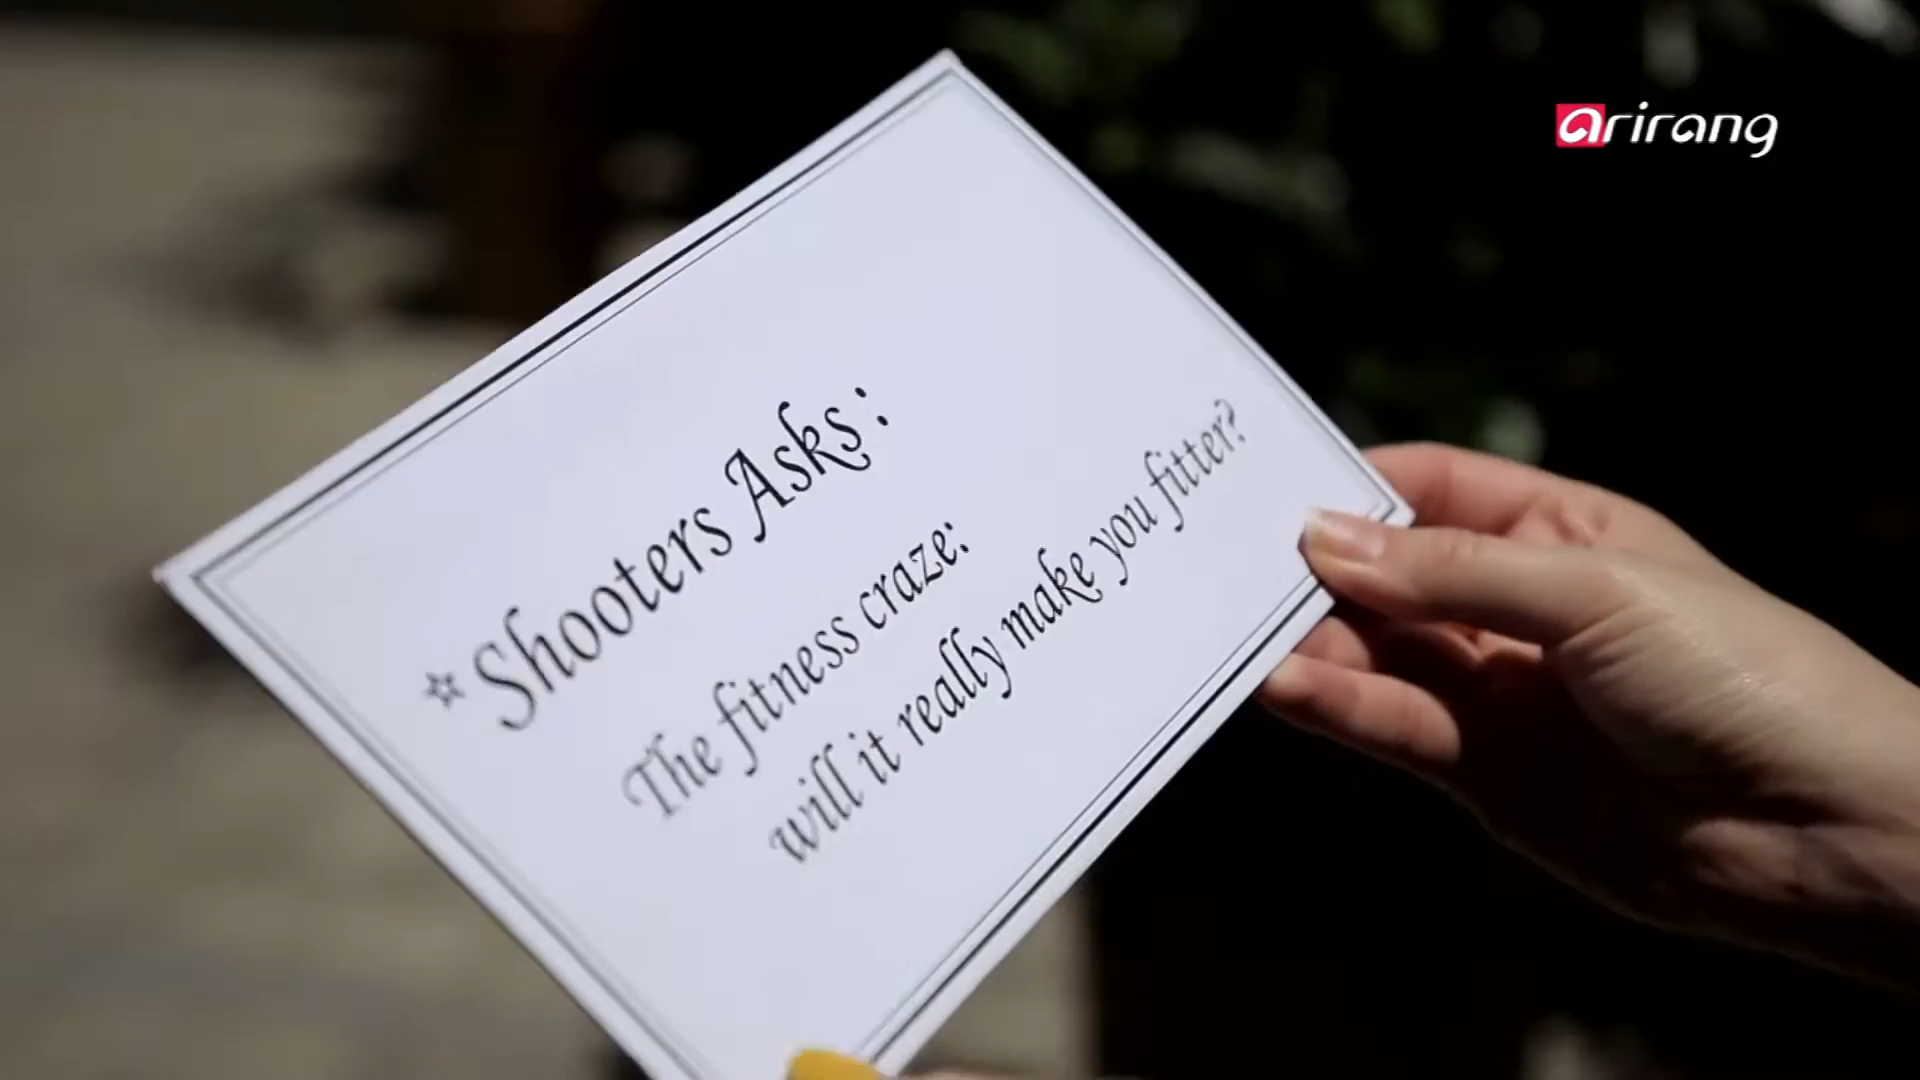 arirang
☆Shooters Asks:
The fitness craze:
will it really make you fitter?